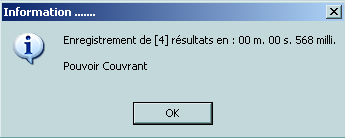 Information .......
Enregistrement de [4] résultats en : 00 m. 00 s. 568 milli.
Pouvoir Couvrant
OK